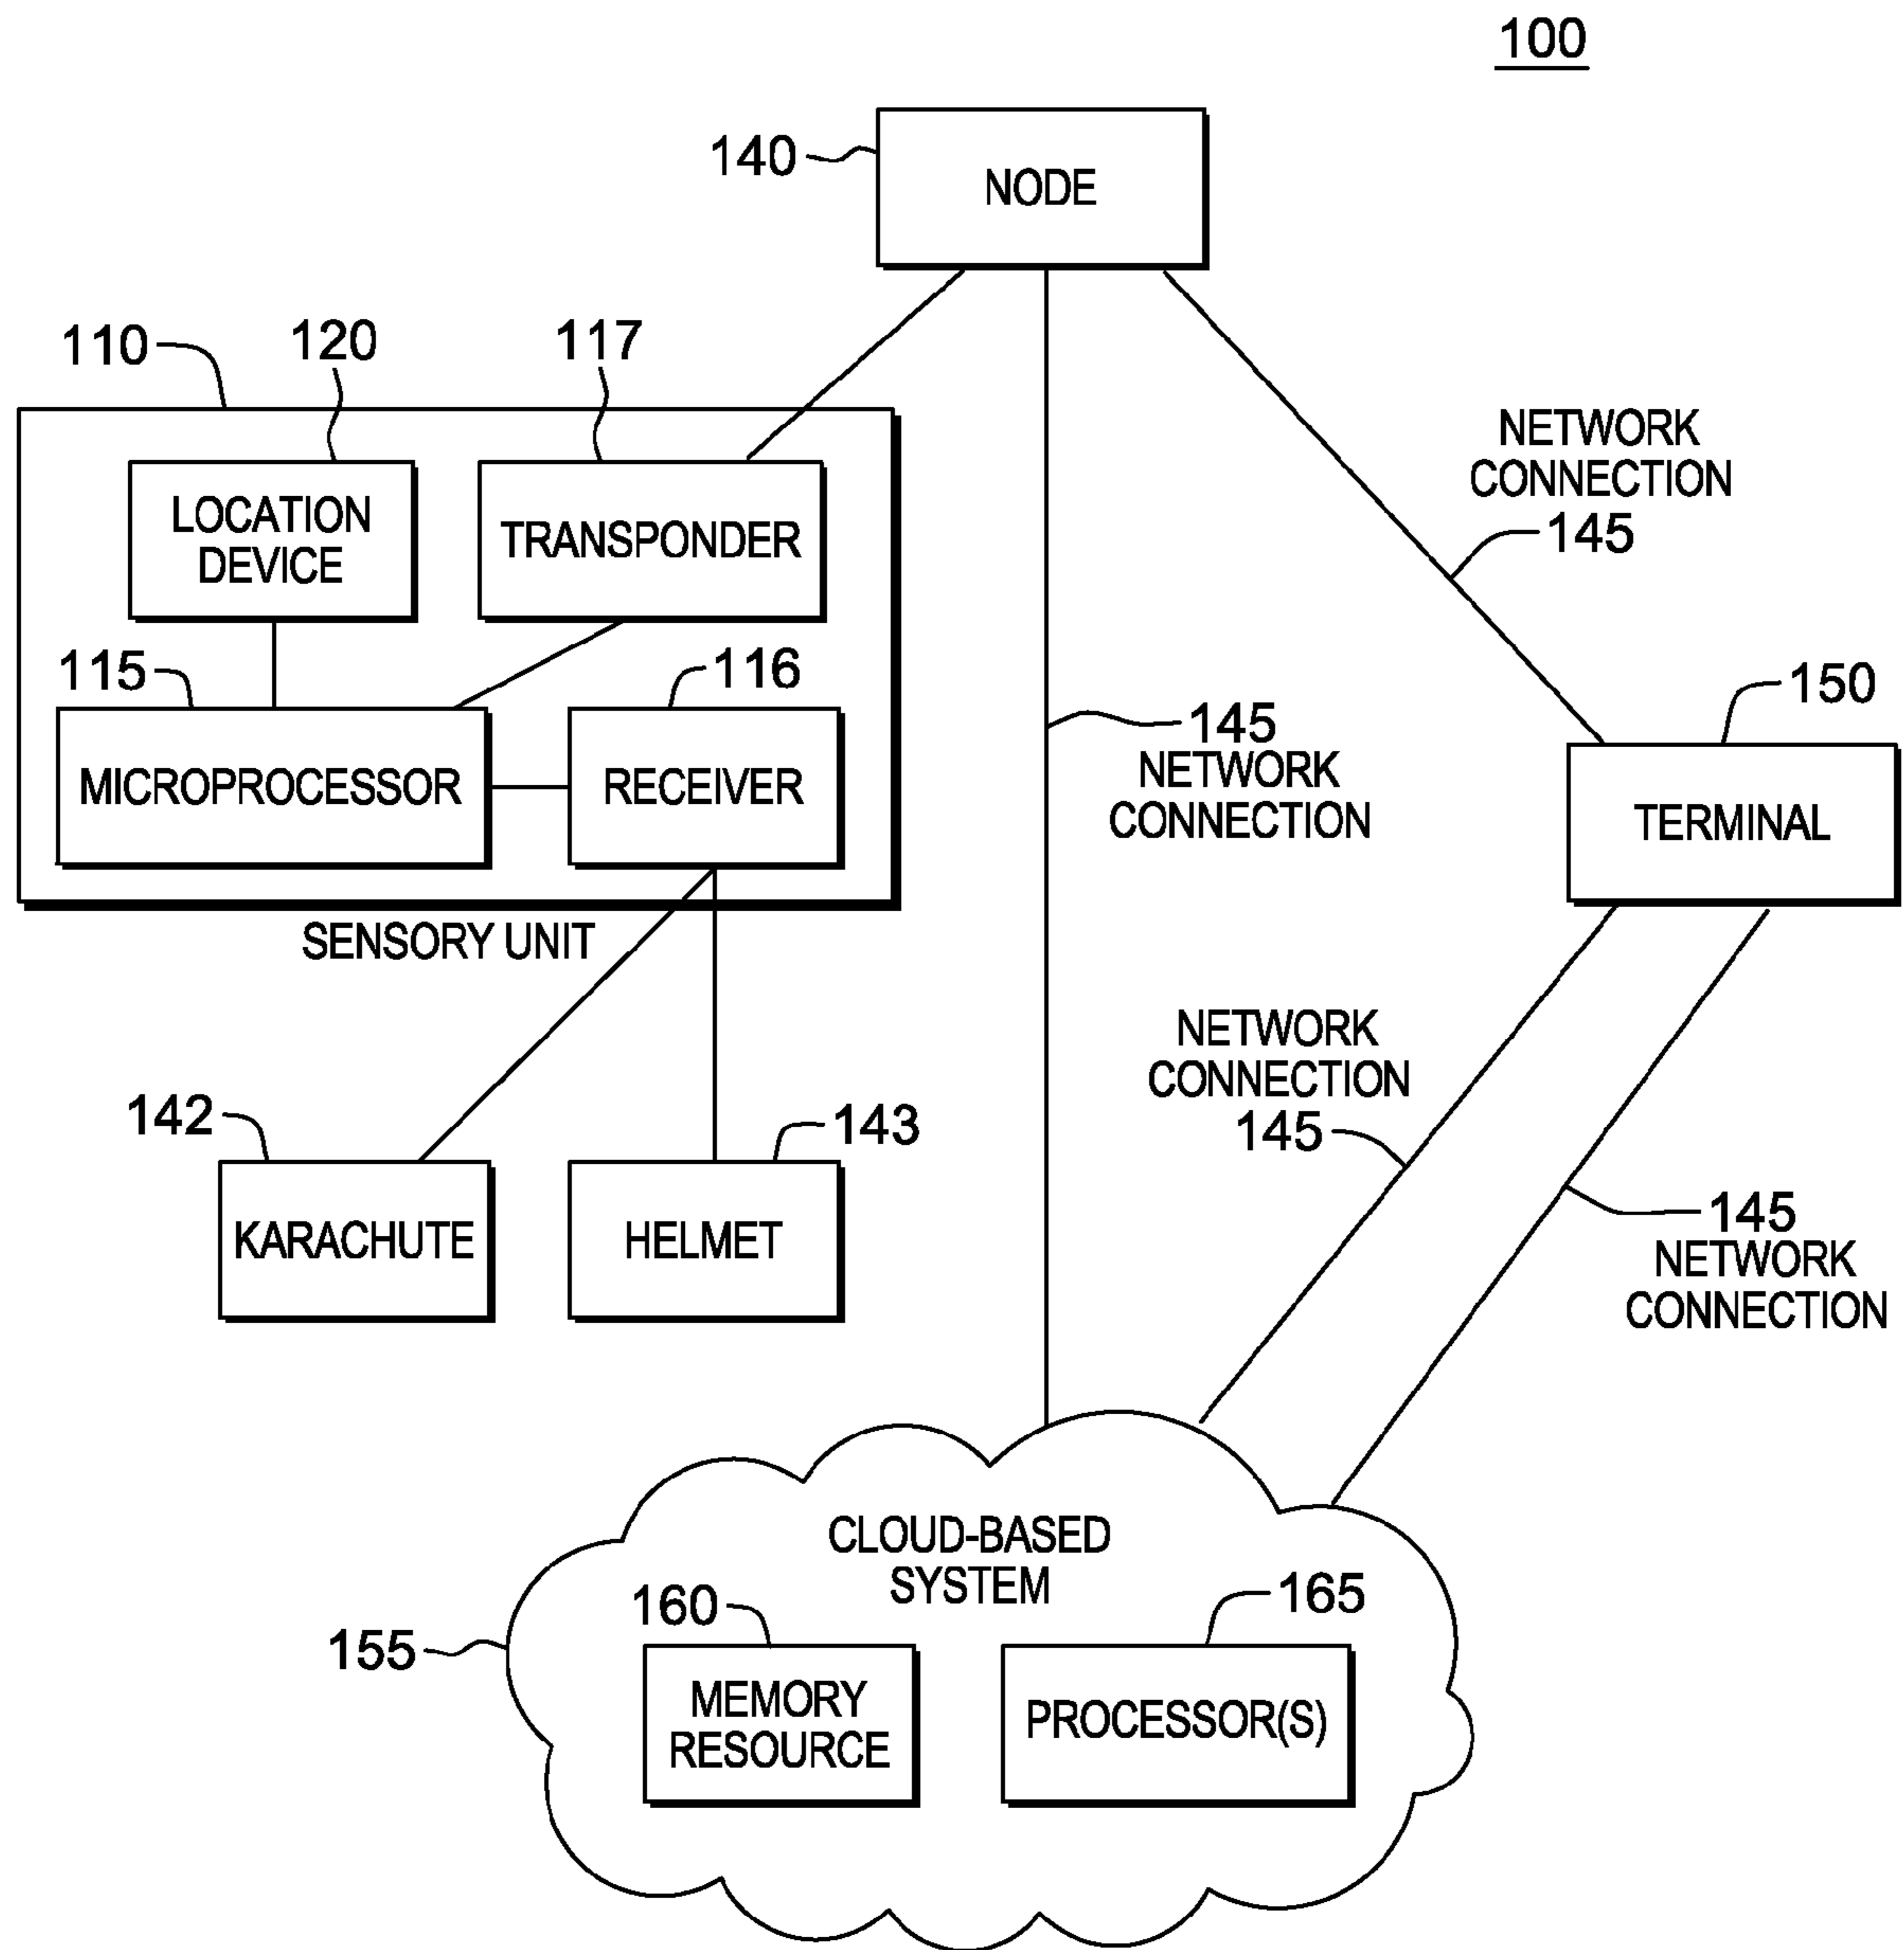 100
140
NODE
110
120
117
LOCATION
DEVICE
TRANSPONDER
115
116
MICROPROCESSOR
RECEIVER
SENSORY UNIT
NETWORK
CONNECTION
145
145
NETWORK
CONNECTION
150
TERMINAL
142
143
KARACHUTE
HELMET
NETWORK
CONNECTION
145
145
NETWORK
CONNECTION
CLOUD-BASED
SYSTEM
155
160
165
MEMORY
RESOURCE
PROCESSOR(S)